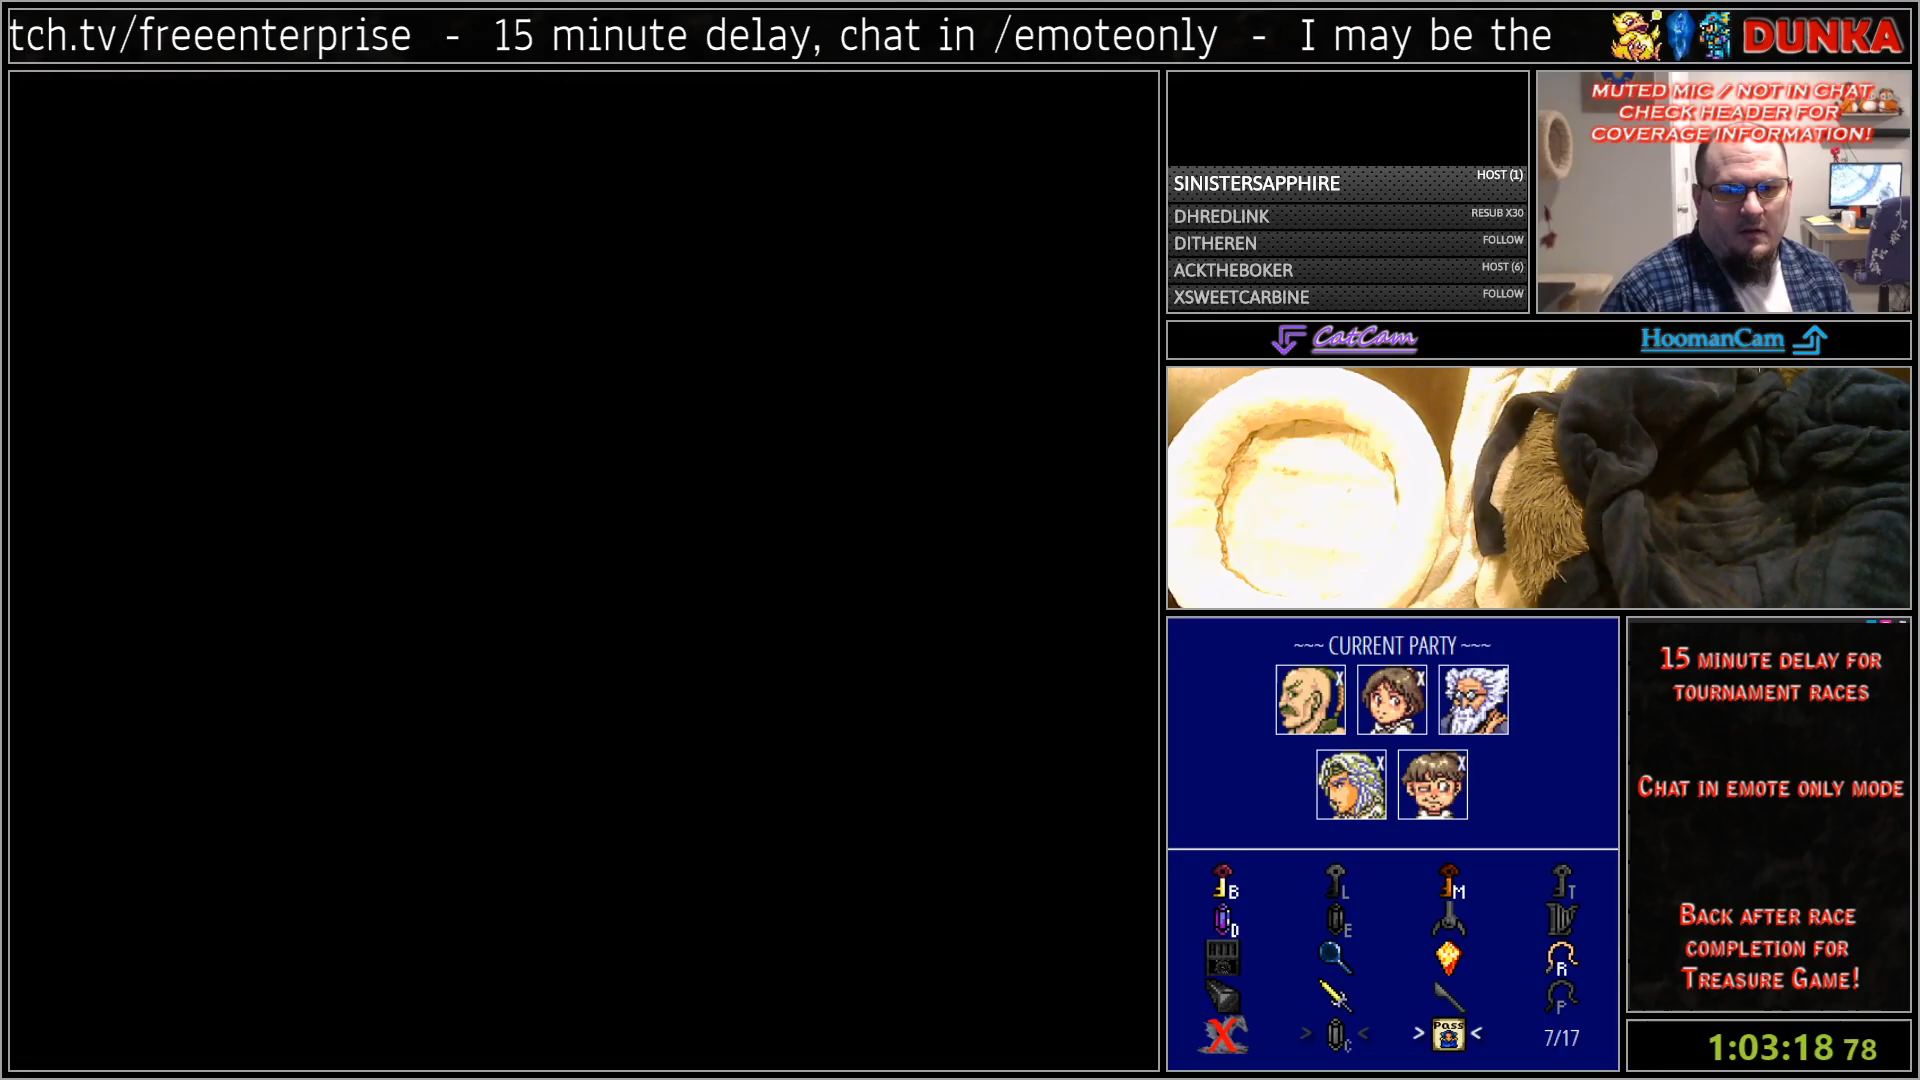 tch.tv/freeenterprise - 15 minute delay, chat in /emoteonly - I may be the
DUNKA
MUTED MIC / NOT IN CHAT
CHECK HEADER FOR
COVERAGE INFORMATION!
SINISTERSAPPHIRE HOST (1)
DHREDLINK RESUB X30
DITHEREN FOLLOW
ACKTHEBOKER HOST (6)
XSWEETCARBINE FOLLOW
CatCam
HoomanCam
~~~ CURRENT PARTY ~~~
X X
X X
B L M T
D E
R
P
X > C < > PASS < 7/17
15 MINUTE DELAY FOR
TOURNAMENT RACES
CHAT IN EMOTE ONLY MODE
BACK AFTER RACE
COMPLETION FOR
TREASURE GAME!
1:03:18 78